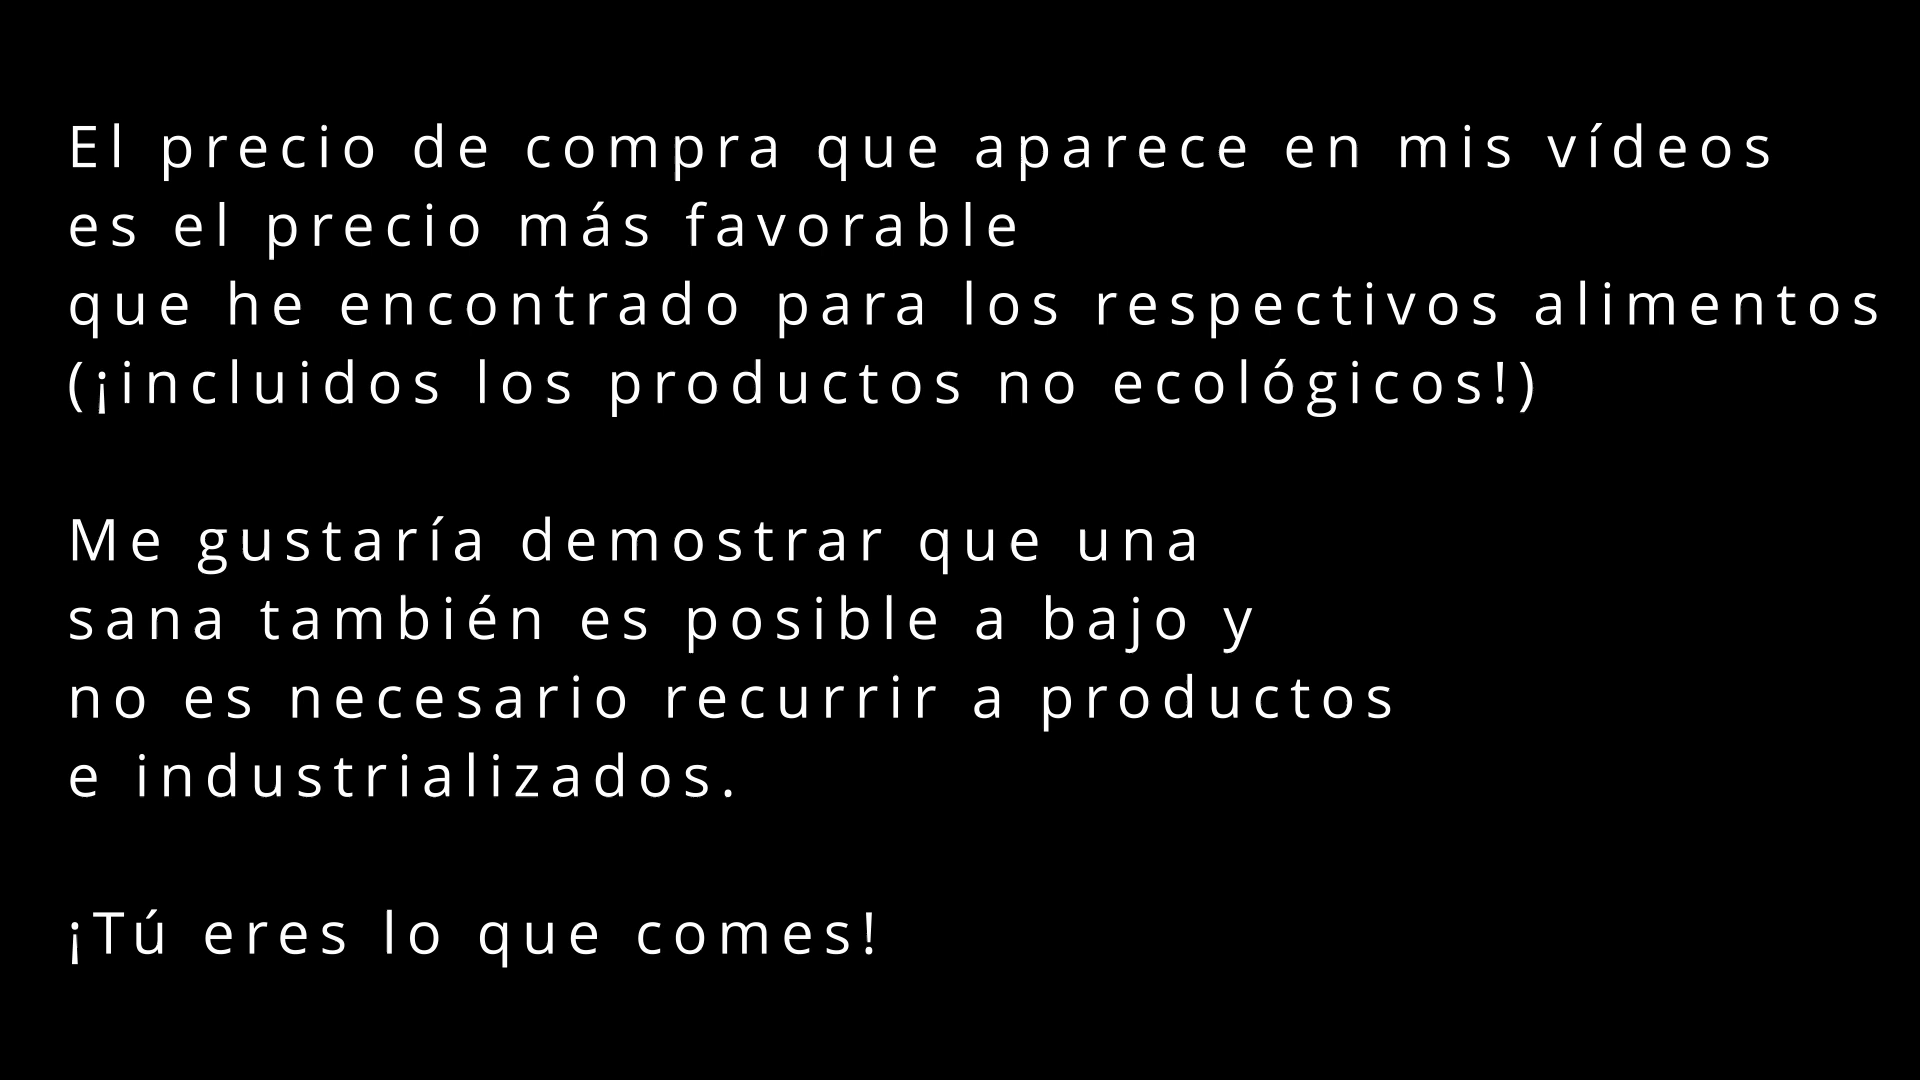 El precio de compra que aparece en mis vídeos
es el precio más favorable
que he encontrado para los respectivos alimentos
(¡incluidos los productos no ecológicos!)
Me gustaría demostrar que una
sana también es posible a bajo y
no es necesario recurrir a productos
e industrializados.
¡Tú eres lo que comes!